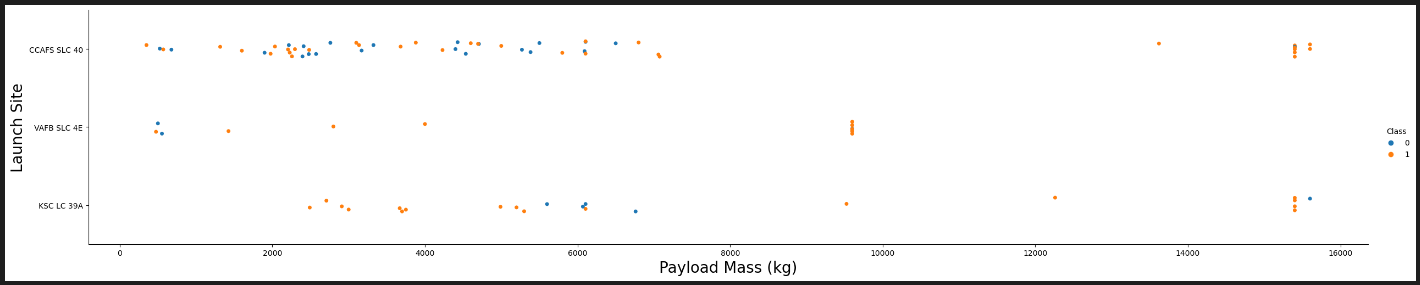 CCAFS SLC 40
VAFB SLC 4E
KSC LC 39A
Launch Site
0 2000 4000 6000 8000 10000 12000 14000 16000
Payload Mass (kg)
Class
0
1